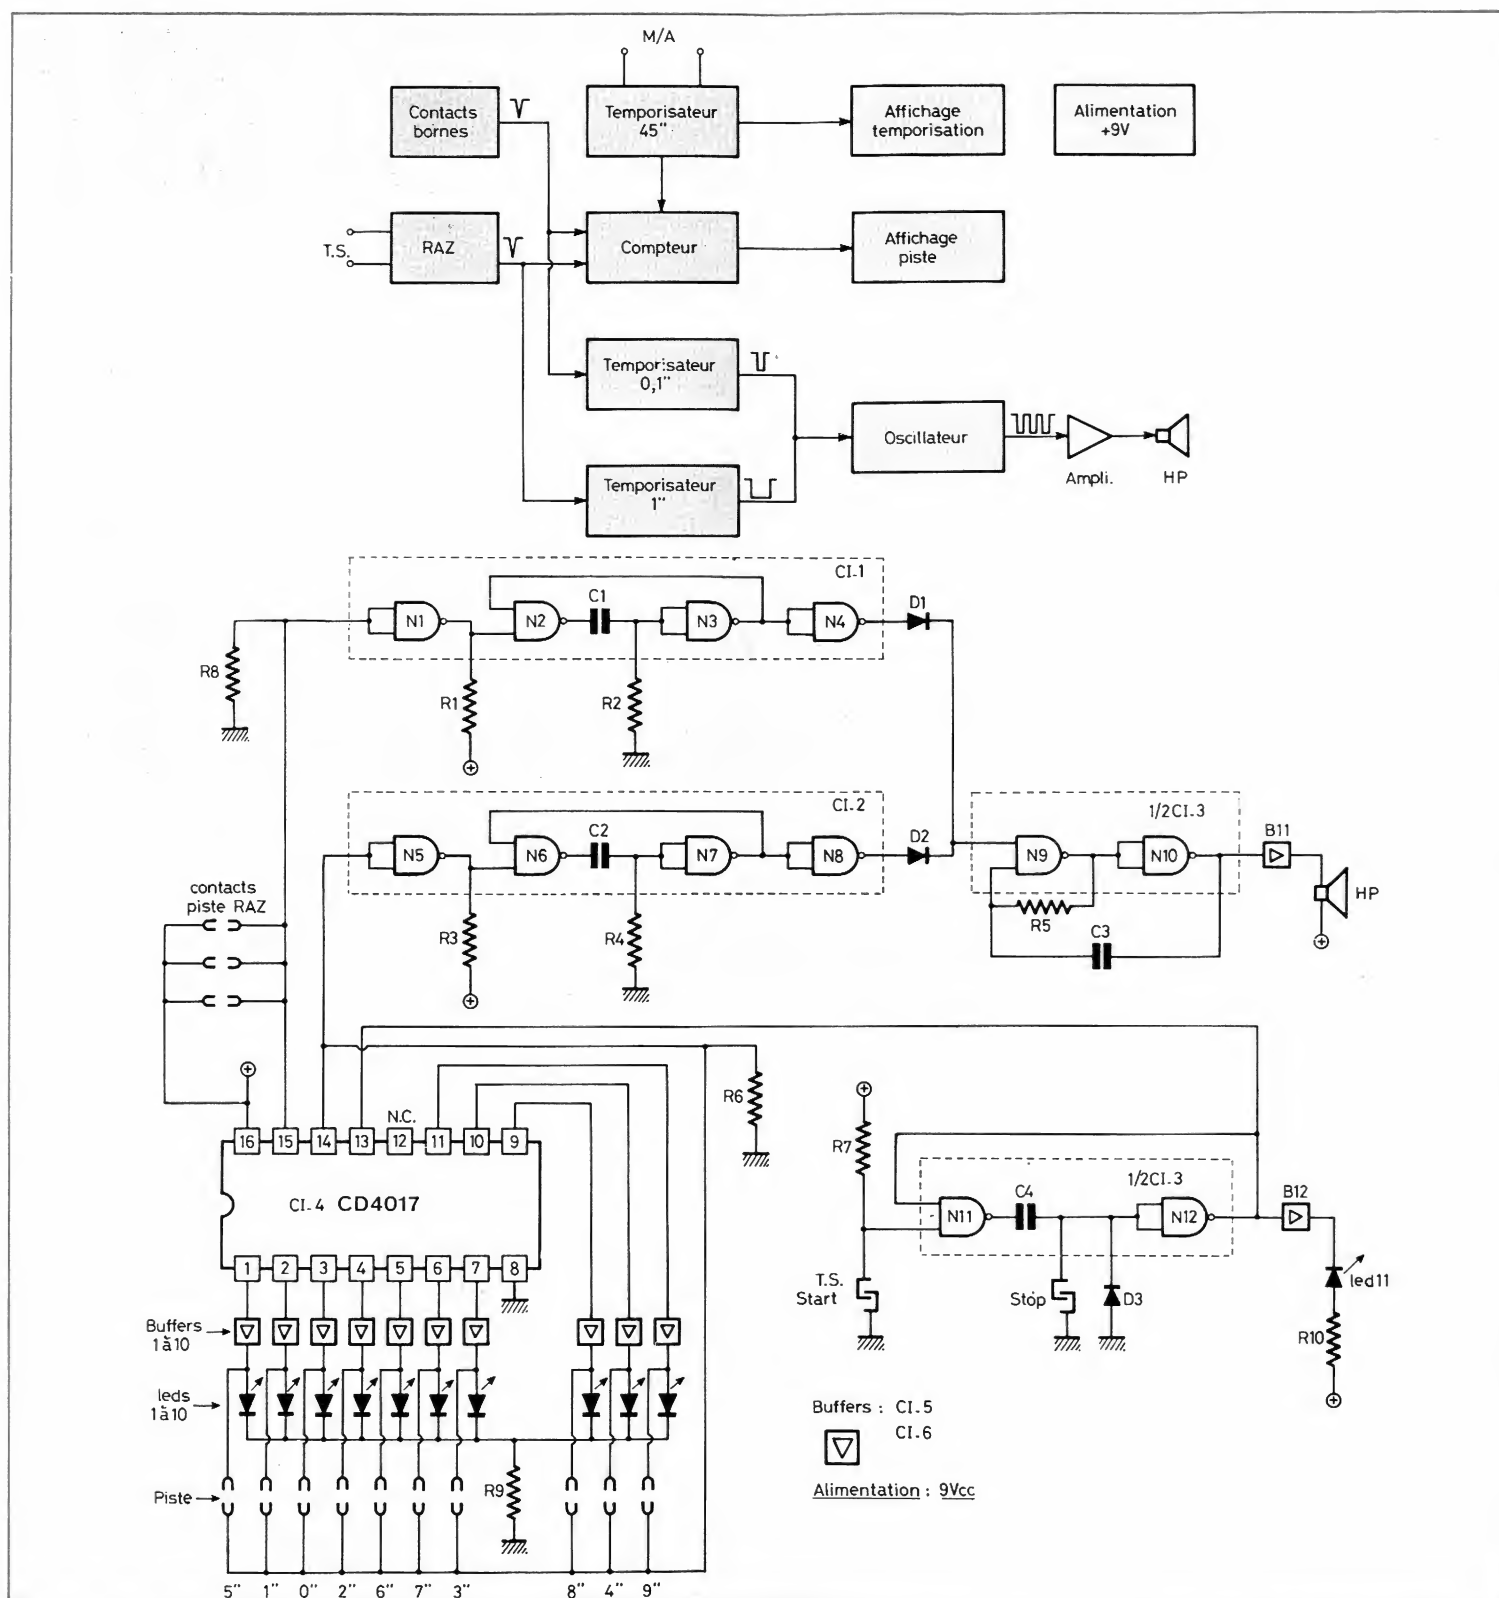 M/A
Contacts
bornes
Temporisateur
45"
Affichage
temporisation
Alimentation
+9V
T.S.
RAZ
Compteur
Affichage
piste
Temporisateur
0,1"
Oscillateur
Ampli.
HP
Temporisateur
1"
CI-1
C1
D1
N1
N2
N3
N4
R8
R1
R2
CI-2
C2
D2
N5
N6
N7
N8
1/2CI-3
B11
N9
N10
HP
R5
C3
contacts
piste RAZ
R3
R4
R6
N.C.
16 15 14 13 12 11 10 9
CI-4 CD4017
1 2 3 4 5 6 7 8
R7
1/2CI-3
C4
N11
N12
B12
led11
T.S.
Start
Stop
D3
R10
Buffers
1à10
leds
1à10
Buffers : CI-5
CI-6
Piste
R9
Alimentation : 9Vcc
5" 1" 0" 2" 6" 7" 3" 8" 4" 9"